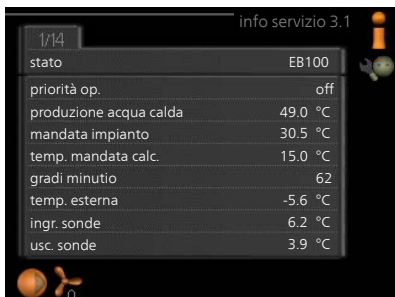 info servizio 3.1
1/14
stato EB100
priorità op. off
produzione acqua calda 49.0 °C
mandata impianto 30.5 °C
temp. mandata calc. 15.0 °C
gradi minutio 62
temp. esterna -5.6 °C
ingr. sonde 6.2 °C
usc. sonde 3.9 °C
0